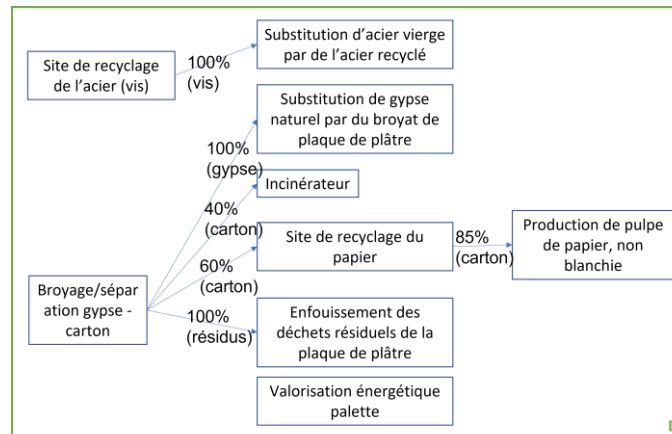 Site de recyclage
de l’acier (vis)
100%
(vis)
Substitution d’acier vierge
par de l’acier recyclé
Substitution de gypse
naturel par du broyat de
plaque de plâtre
100%
(gypse)
Incinérateur
40%
(carton)
Site de recyclage du
papier
85%
(carton)
Production de pulpe
de papier, non
blanchie
60%
(carton)
Broyage/sépar
ation gypse -
carton
100%
(résidus)
Enfouissement des
déchets résiduels de la
plaque de plâtre
Valorisation énergétique
palette